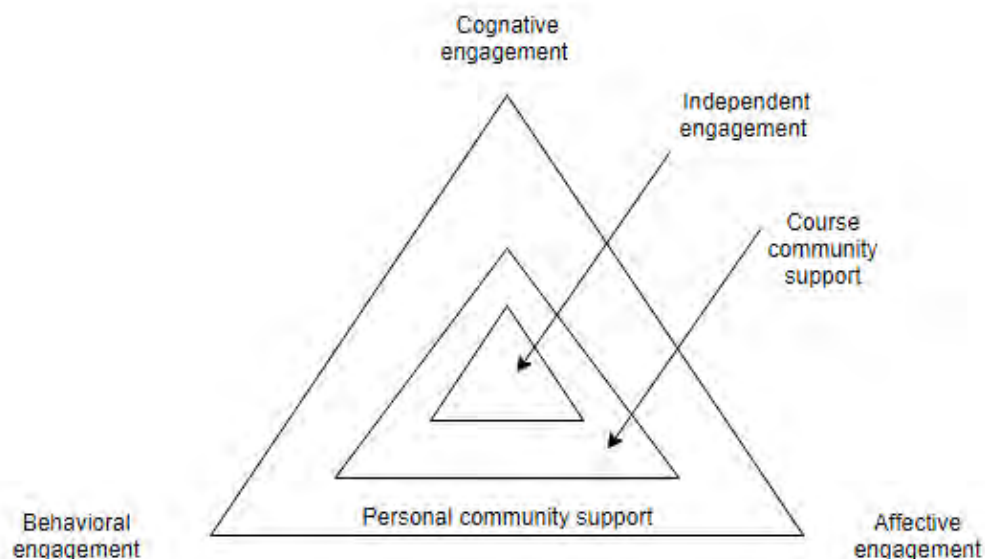 Cognative
engagement
Independent
engagement
Course
community
support
Personal community support
Behavioral
engagement
Affective
engagement